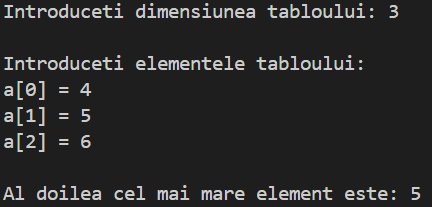 Introduceti dimensiunea tabloului: 3
Introduceti elementele tabloului:
a[0] = 4
a[1] = 5
a[2] = 6
Al doilea cel mai mare element este: 5